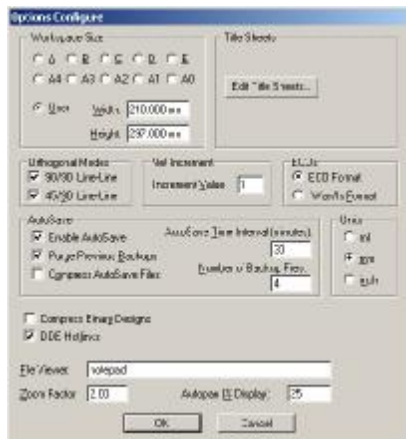 Options Configure
Workspace Size
A B C D E
A4 A3 A2 A1 A0
User Width: 210.000 mm
Height: 297.000 mm
Title Sheets
Edit Title Sheets...
Orthogonal Modes
90/90 Line-Line
45/90 Line-Line
Net Increment
Increment Value 1
ECOs
ECO Format
Was/Is Format
AutoSave
Enable AutoSave
Purge Previous Backups
Compress AutoSave Files
AutoSave Time Interval (minutes):
Number of Backup Files:
4
Units
mil
mm
inch
Compress Binary Designs
DDE Hotlinks
File Viewer: notepad
Zoom Factor 2.00 Autopan (% Display): 25
OK Cancel